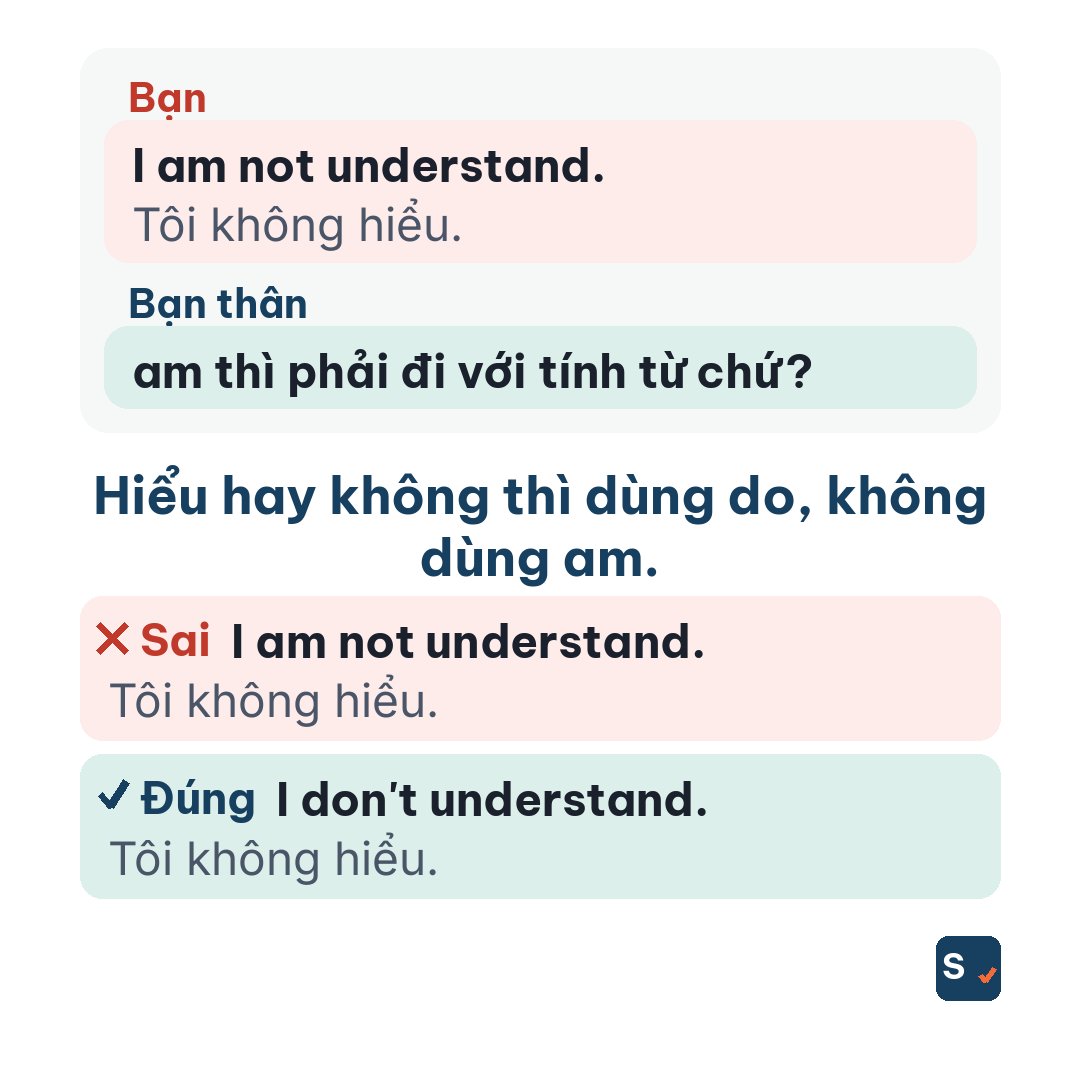 Bạn
I am not understand.
Tôi không hiểu.
Bạn thân
am thì phải đi với tính từ chứ?
Hiểu hay không thì dùng do, không
dùng am.
Sai I am not understand.
Tôi không hiểu.
Đúng I don't understand.
Tôi không hiểu.
S